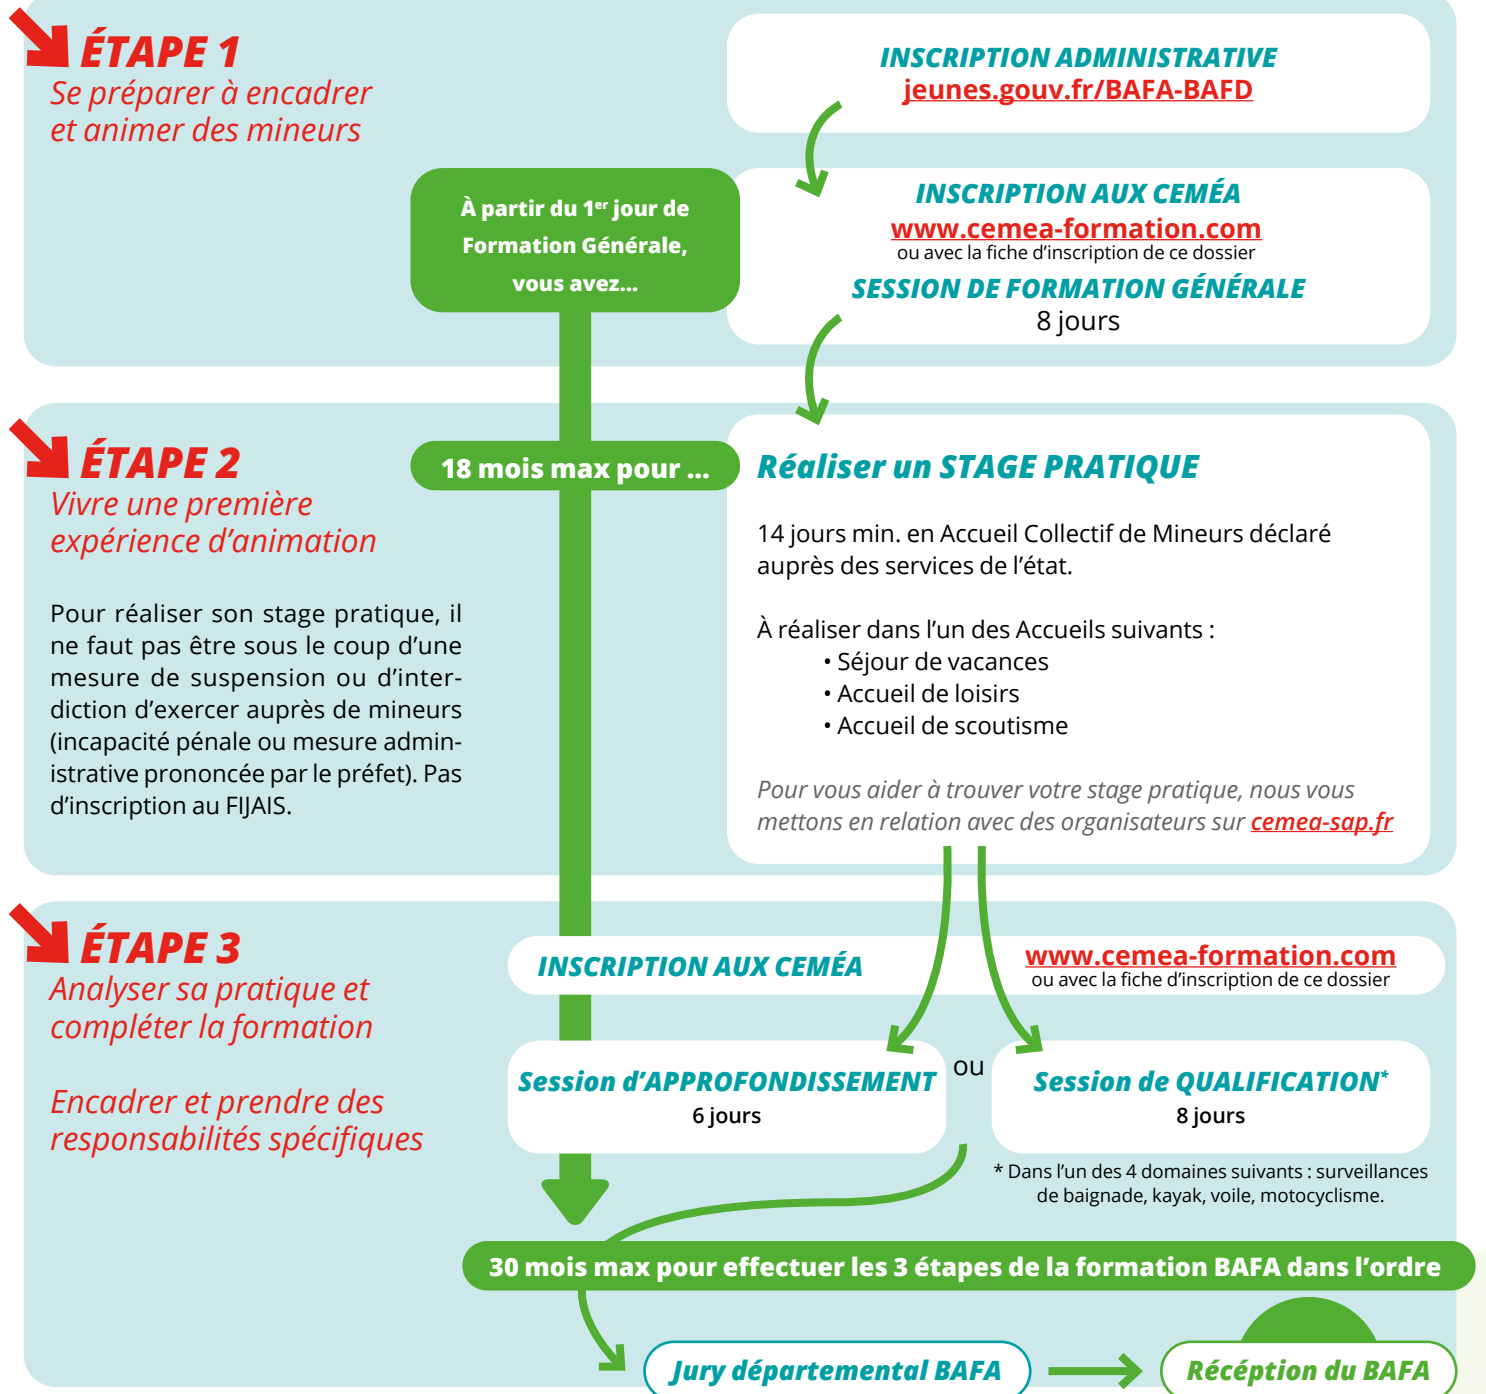 ÉTAPE 1
Se préparer à encadrer
et animer des mineurs
INSCRIPTION ADMINISTRATIVE
jeunes.gouv.fr/BAFA-BAFD
À partir du 1er jour de
Formation Générale,
vous avez...
INSCRIPTION AUX CEMÉA
www.cemea-formation.com
ou avec la fiche d’inscription de ce dossier
SESSION DE FORMATION GÉNÉRALE
8 jours
ÉTAPE 2
Vivre une première
expérience d’animation
Pour réaliser son stage pratique, il
ne faut pas être sous le coup d’une
mesure de suspension ou d’inter-
diction d’exercer auprès de mineurs
(incapacité pénale ou mesure admin-
istrative prononcée par le préfet). Pas
d’inscription au FIJAIS.
18 mois max pour ...
Réaliser un STAGE PRATIQUE
14 jours min. en Accueil Collectif de Mineurs déclaré
auprès des services de l’état.
À réaliser dans l’un des Accueils suivants :
• Séjour de vacances
• Accueil de loisirs
• Accueil de scoutisme
Pour vous aider à trouver votre stage pratique, nous vous
mettons en relation avec des organisateurs sur cemea-sap.fr
ÉTAPE 3
Analyser sa pratique et
compléter la formation
Encadrer et prendre des
responsabilités spécifiques
INSCRIPTION AUX CEMÉA
www.cemea-formation.com
ou avec la fiche d’inscription de ce dossier
Session d’APPROFONDISSEMENT
6 jours
ou
Session de QUALIFICATION*
8 jours
* Dans l’un des 4 domaines suivants : surveillances
de baignade, kayak, voile, motocyclisme.
30 mois max pour effectuer les 3 étapes de la formation BAFA dans l’ordre
Jury départemental BAFA
Récéption du BAFA